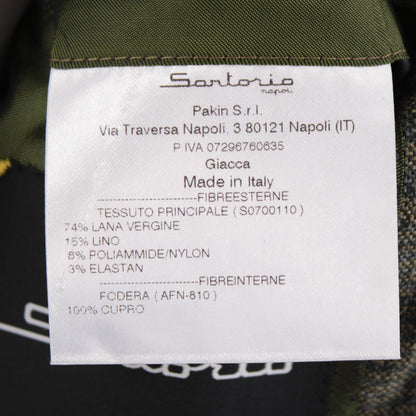 Sartorio
napoli
Pakin S.r.l.
Via Traversa Napoli, 3 80121 Napoli (IT)
P.IVA 07296760635
Giacca
Made in Italy
--------------------------FIBREESTERNE
TESSUTO PRINCIPALE ( S0700110 )
74% LANA VERGINE
15% LINO
8% POLIAMMIDE/NYLON
3% ELASTAN
--------------------------FIBREINTERNE
FODERA ( AFN-810 )
100% CUPRO